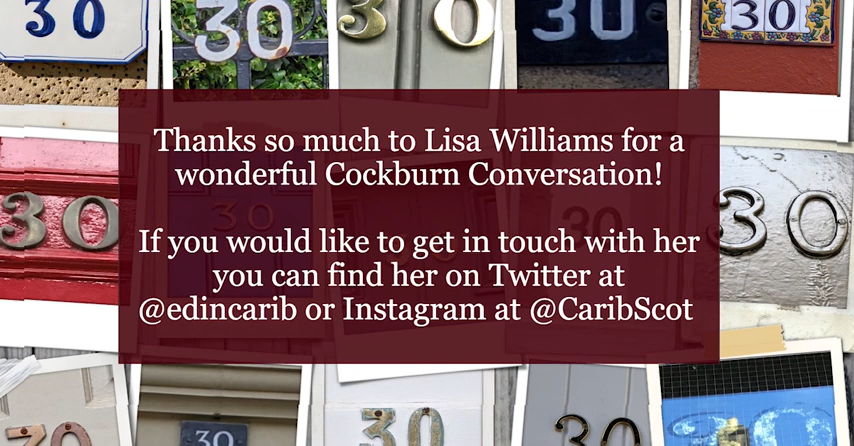 30 30 30 30 30
Thanks so much to Lisa Williams for a
wonderful Cockburn Conversation!
30 30 30 30
If you would like to get in touch with her
you can find her on Twitter at
@edincarib or Instagram at @CaribScot
30 30 30 30